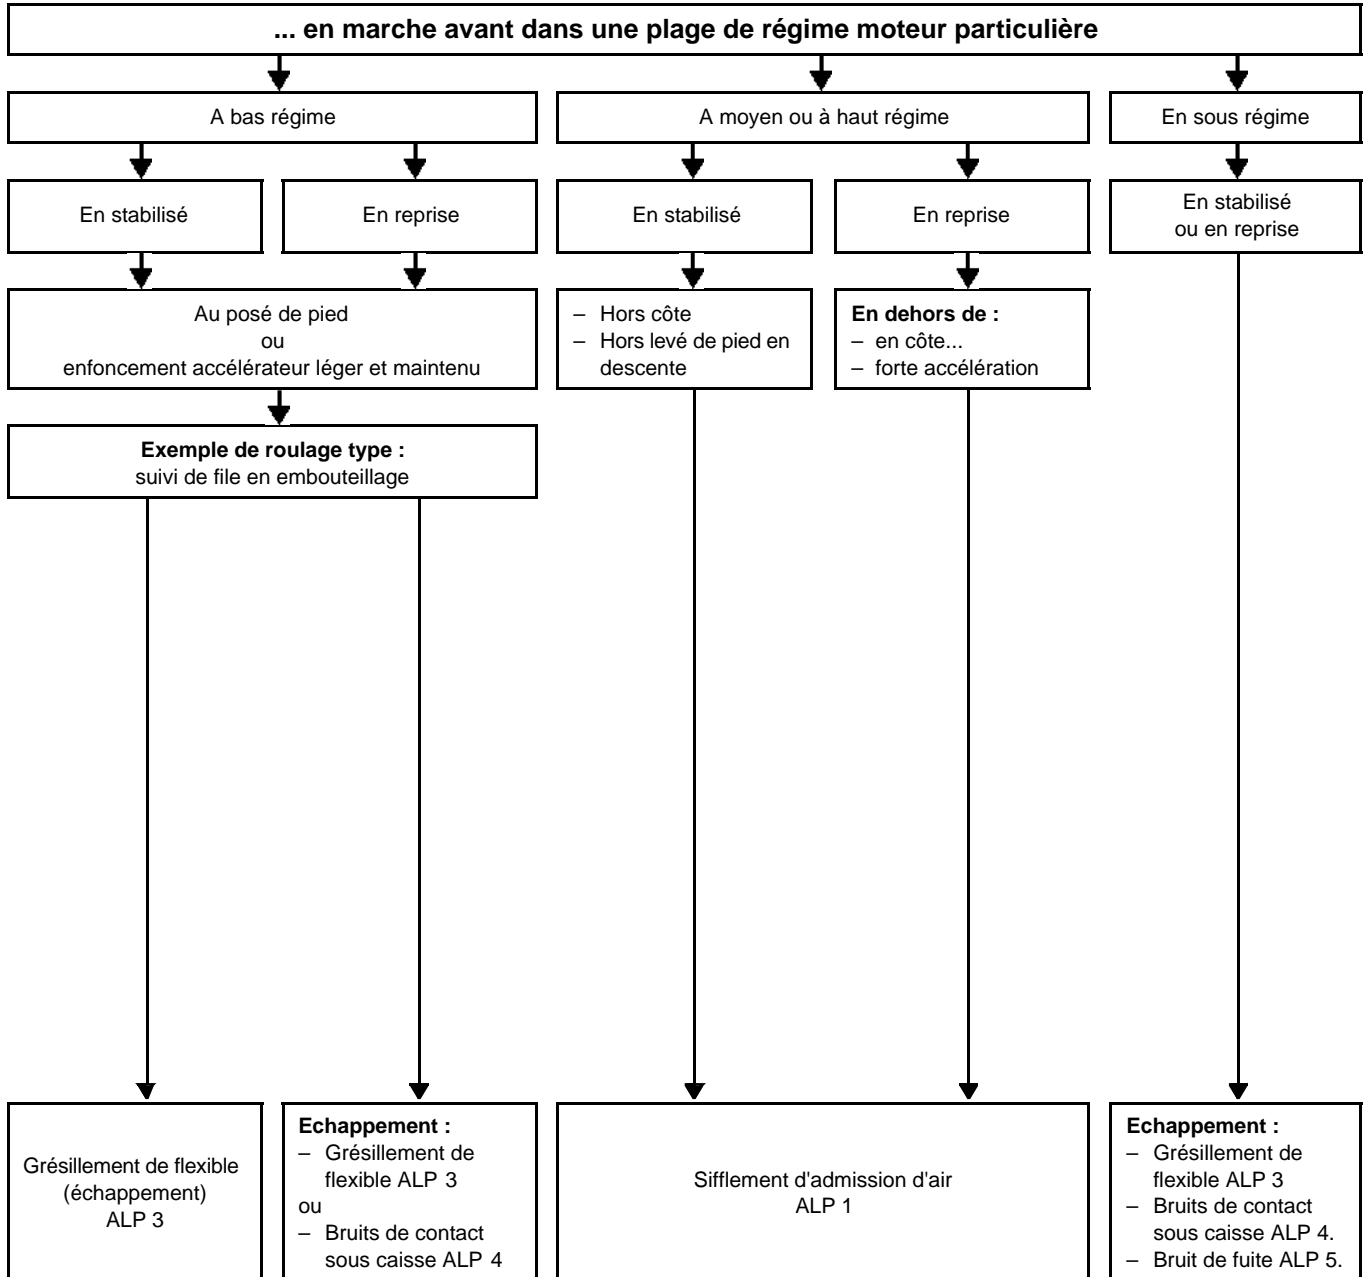 ... en marche avant dans une plage de régime moteur particulière
A bas régime
A moyen ou à haut régime
En sous régime
En stabilisé
En reprise
En stabilisé
En reprise
En stabilisé
ou en reprise
Au posé de pied
ou
enfoncement accélérateur léger et maintenu
– Hors côte
– Hors levé de pied en
descente
En dehors de :
– en côte...
– forte accélération
Exemple de roulage type :
suivi de file en embouteillage
Grésillement de flexible
(échappement)
ALP 3
Echappement :
– Grésillement de
flexible ALP 3
ou
– Bruits de contact
sous caisse ALP 4
Sifflement d'admission d'air
ALP 1
Echappement :
– Grésillement de
flexible ALP 3
– Bruits de contact
sous caisse ALP 4.
– Bruit de fuite ALP 5.